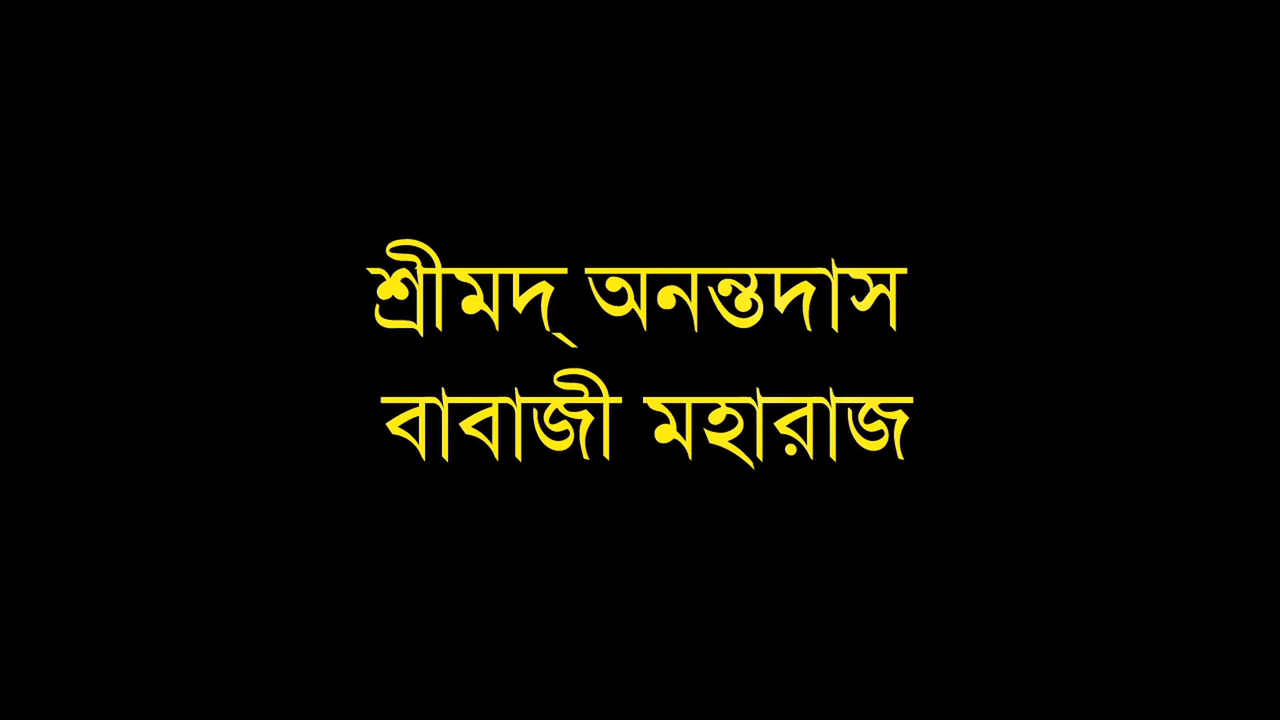 শ্রীমদ্ অনন্তদাস
বাবাজী মহারাজ